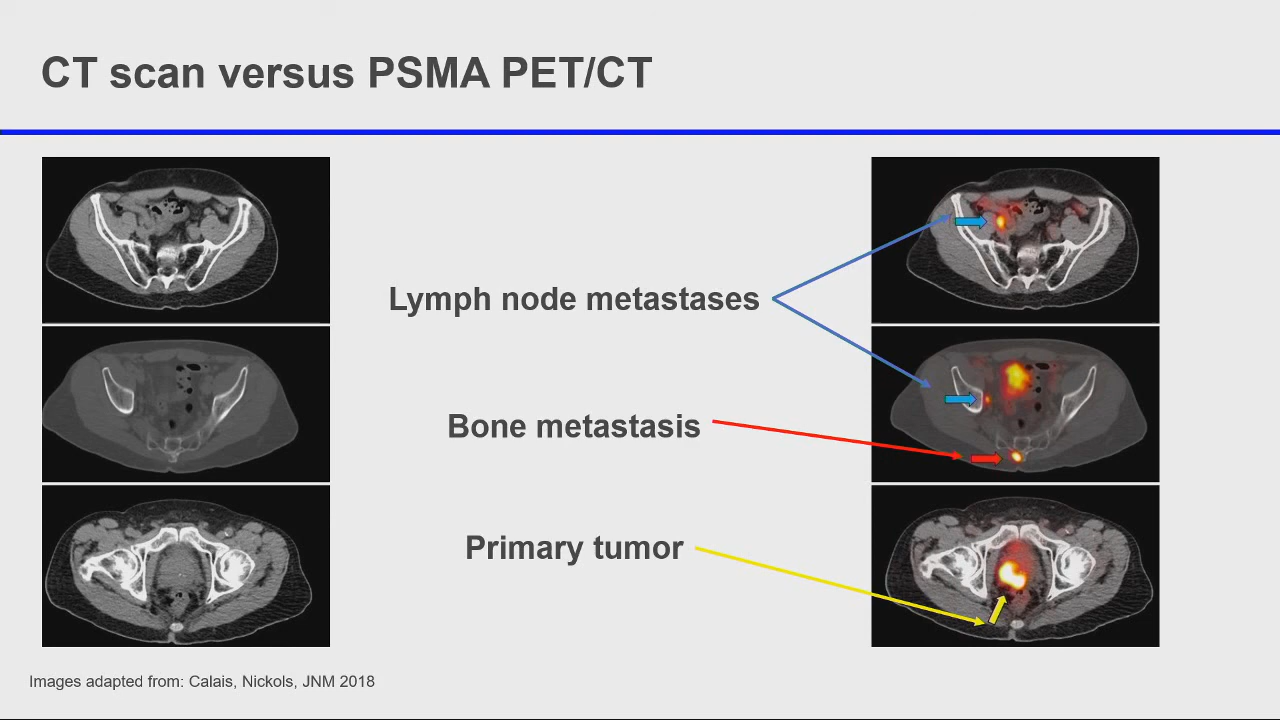 CT scan versus PSMA PET/CT
Lymph node metastases
Bone metastasis
Primary tumor
Images adapted from: Calais, Nickols, JNM 2018